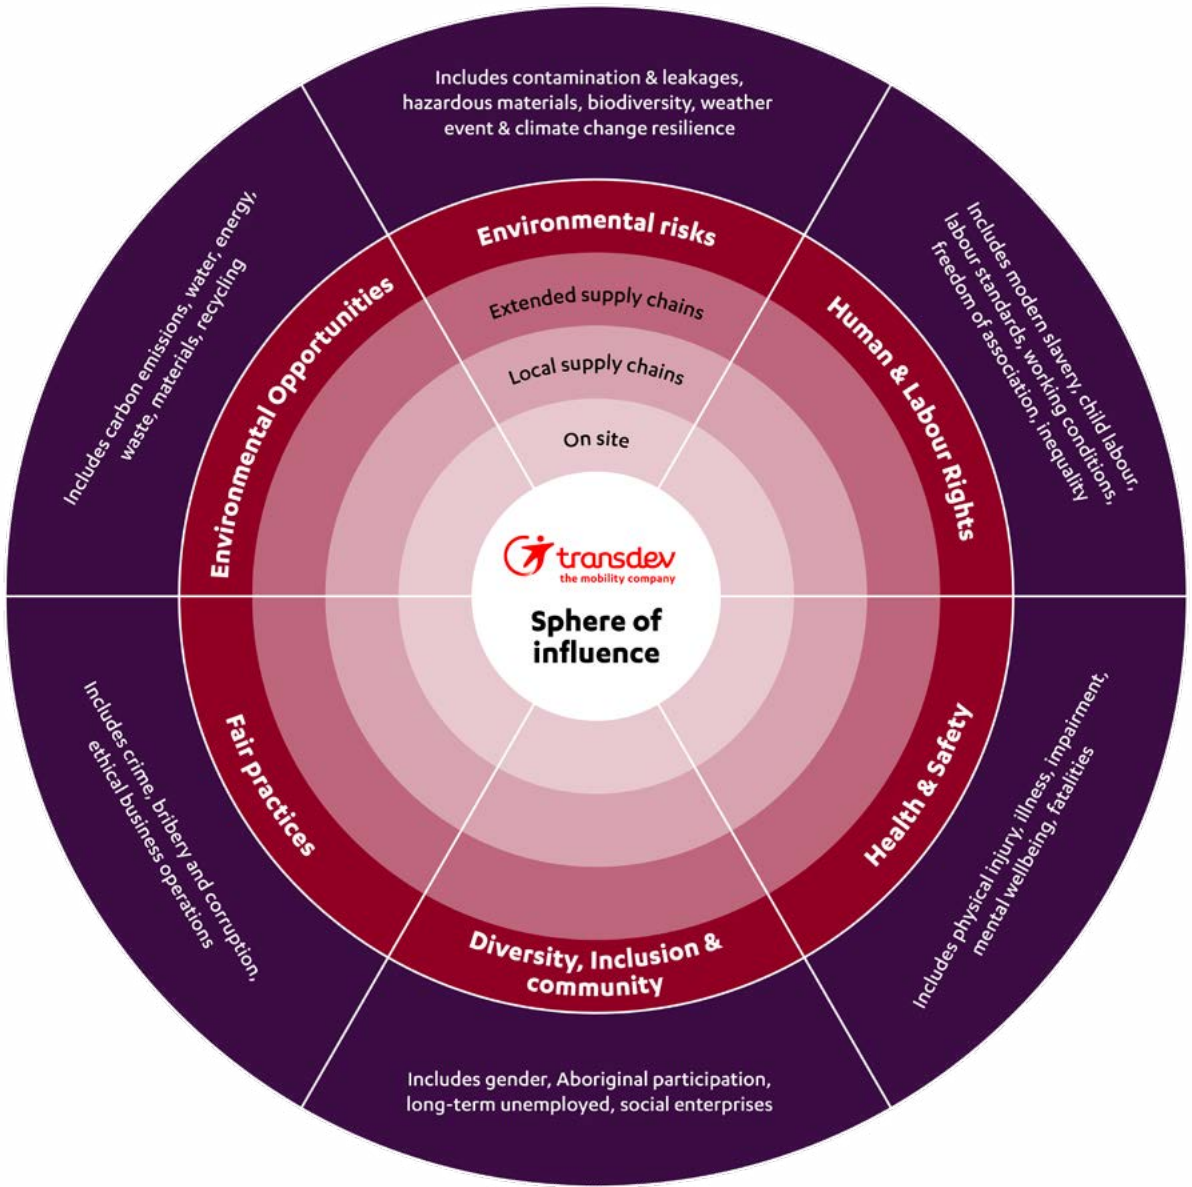 Includes contamination & leakages,
hazardous materials, biodiversity, weather
event & climate change resilience
Environmental risks
Extended supply chains
Local supply chains
On site
transdev
the mobility company
Sphere of
influence
Human & Labour Rights
Includes modern slavery, child labour,
labour standards, working conditions,
freedom of association, inequality
Health & Safety
Includes physical injury, illness, impairment,
mental wellbeing, fatalities
Diversity, Inclusion &
community
Includes gender, Aboriginal participation,
long-term unemployed, social enterprises
Fair practices
Includes crime, bribery and corruption,
ethical business operations
Environmental Opportunities
Includes carbon emissions, water, energy,
waste, materials, recycling